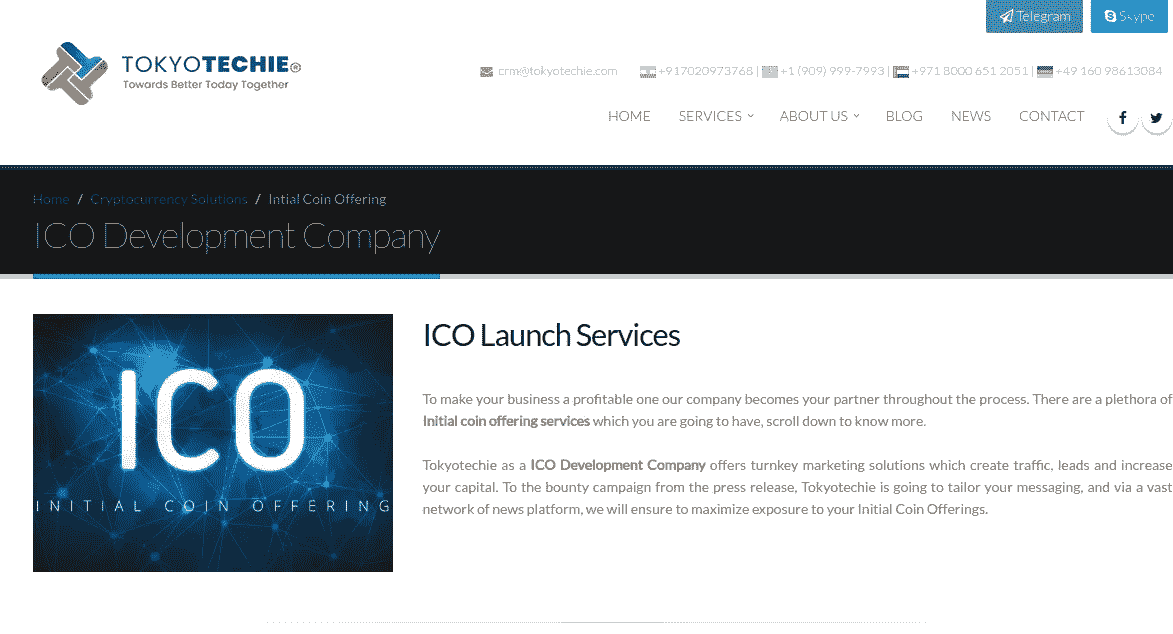 Telegram
Skype
TOKYOTECHIE®
Towards Better Today Together
crm@tokyotechie.com +917020973768 | +1 (909) 999-7993 | +971 8000 651 2051 | +49 160 98613084
HOME SERVICES ABOUT US BLOG NEWS CONTACT
Home / Cryptocurrency Solutions / Intial Coin Offering
ICO Development Company
ICO
INITIAL COIN OFFERING
ICO Launch Services
To make your business a profitable one our company becomes your partner throughout the process. There are a plethora of
Initial coin offering services which you are going to have, scroll down to know more.
Tokyotechie as a ICO Development Company offers turnkey marketing solutions which create traffic, leads and increase
your capital. To the bounty campaign from the press release, Tokyotechie is going to tailor your messaging, and via a vast
network of news platform, we will ensure to maximize exposure to your Initial Coin Offerings.